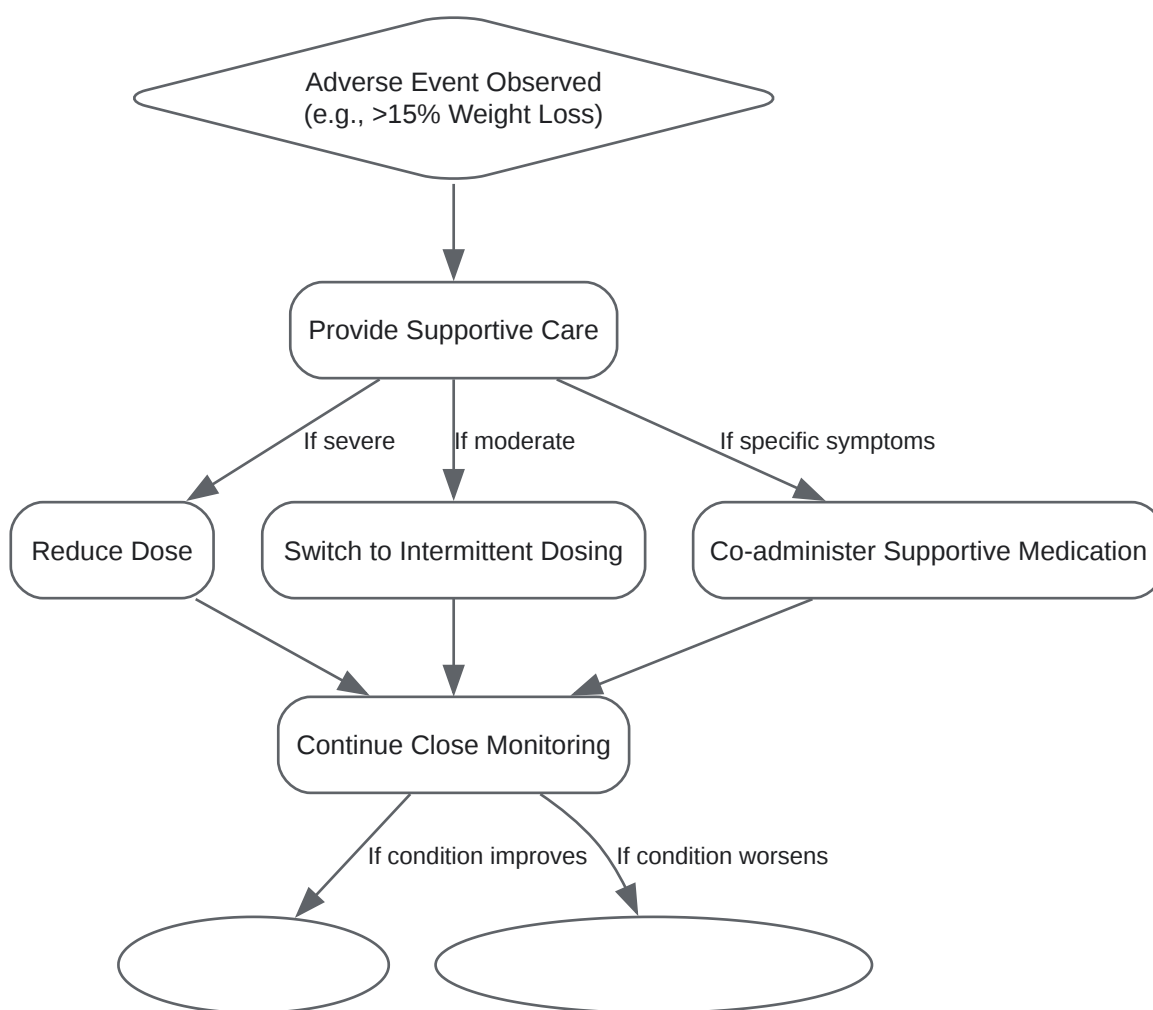 Adverse Event Observed
(e.g., >15% Weight Loss)
Provide Supportive Care
If severe
If moderate
If specific symptoms
Reduce Dose
Switch to Intermittent Dosing
Co-administer Supportive Medication
Continue Close Monitoring
If condition improves
If condition worsens